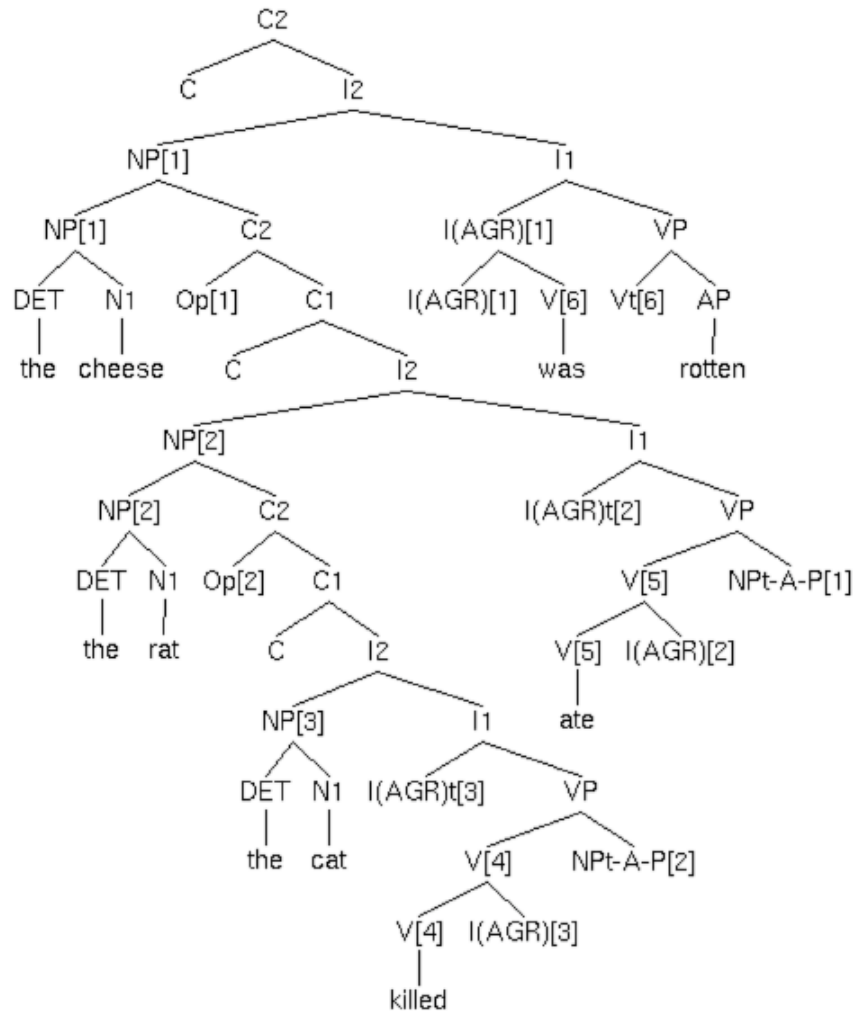 C2
C I2
NP[1] I1
NP[1] C2 I(AGR)[1] VP
DET N1 Op[1] C1 I(AGR)[1] V[6] Vt[6] AP
the cheese C I2 was rotten
NP[2] I1
NP[2] C2 I(AGR)t[2] VP
DET N1 Op[2] C1 V[5] NPt-A-P[1]
the rat C I2 V[5] I(AGR)[2]
NP[3] I1 ate
DET N1 I(AGR)t[3] VP
the cat V[4] NPt-A-P[2]
V[4] I(AGR)[3]
killed